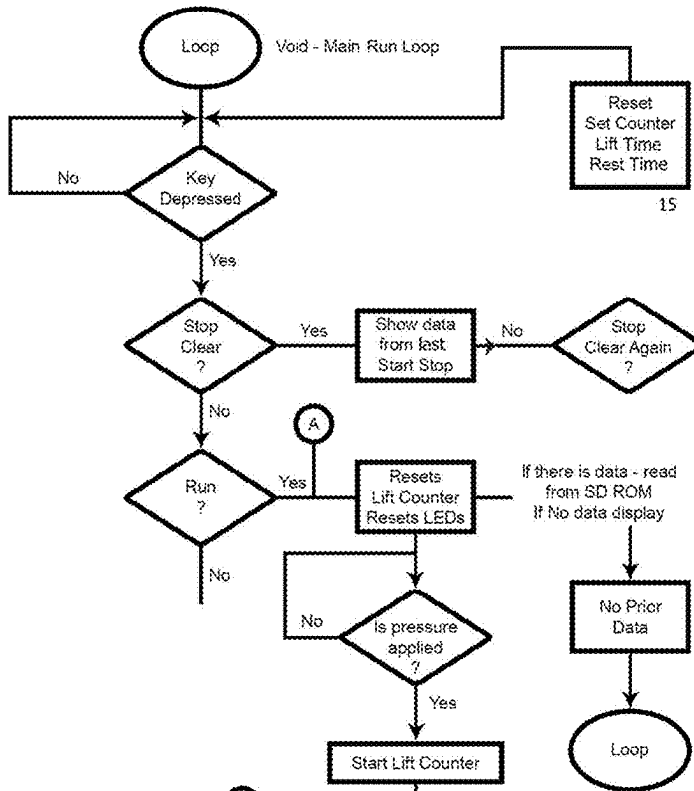 Loop
Void - Main Run Loop
Reset
Set Counter
Lift Time
Rest Time
15
No
Key
Depressed
Yes
Stop
Clear
?
Yes
Show data
from last
Start Stop
No
Stop
Clear Again
?
No
A
Run
?
Yes
Resets
Lift Counter
Resets LEDs
If there is data - read
from SD ROM
If No data display
No
No
Is pressure
applied
?
No Prior
Data
Yes
Loop
Start Lift Counter